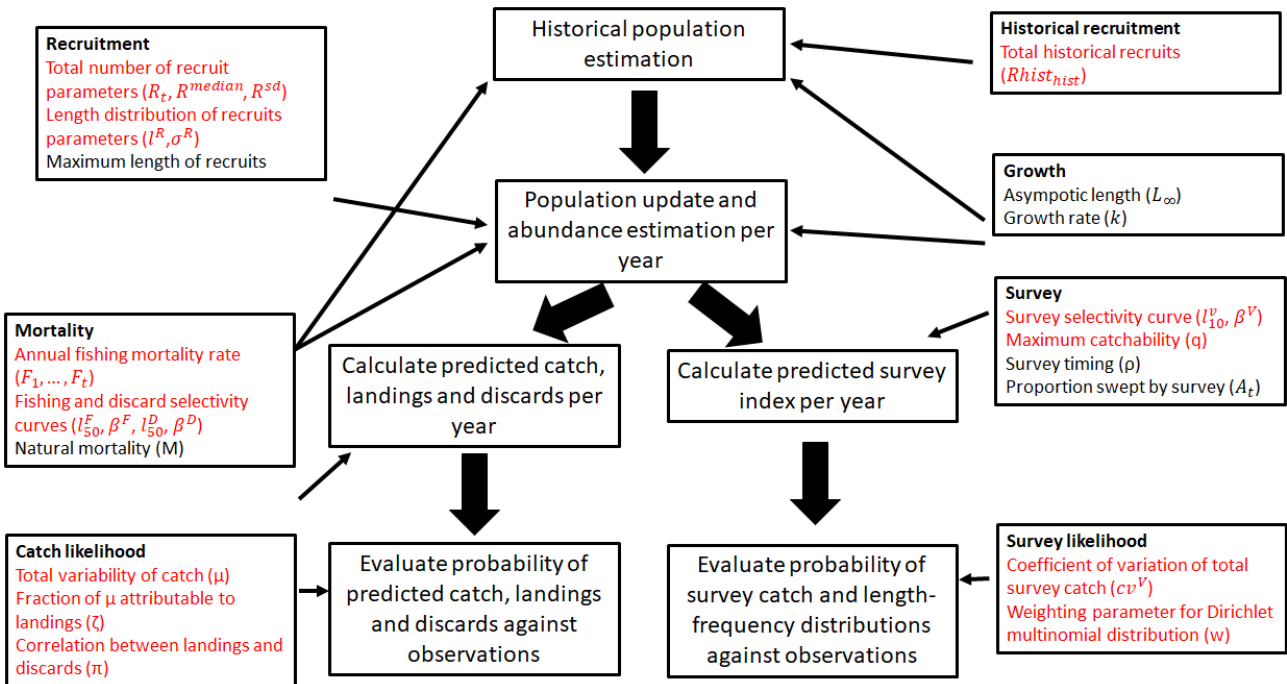 Recruitment
Total number of recruit
parameters (R_t, R^median, R^sd)
Length distribution of recruits
parameters (l^R,σ^R)
Maximum length of recruits
Historical population
estimation
Historical recruitment
Total historical recruits
(Rhist_hist)
Growth
Asympotic length (L_∞)
Growth rate (k)
Population update and
abundance estimation per
year
Mortality
Annual fishing mortality rate
(F_1, ..., F_t)
Fishing and discard selectivity
curves (l^F_50, β^F, l^D_50, β^D)
Natural mortality (M)
Calculate predicted catch,
landings and discards per
year
Calculate predicted survey
index per year
Survey
Survey selectivity curve (l^v_10, β^V)
Maximum catchability (q)
Survey timing (ρ)
Proportion swept by survey (A_t)
Catch likelihood
Total variability of catch (μ)
Fraction of μ attributable to
landings (ζ)
Correlation between landings and
discards (π)
Evaluate probability of
predicted catch, landings
and discards against
observations
Evaluate probability of
survey catch and length-
frequency distributions
against observations
Survey likelihood
Coefficient of variation of total
survey catch (cv^V)
Weighting parameter for Dirichlet
multinomial distribution (w)